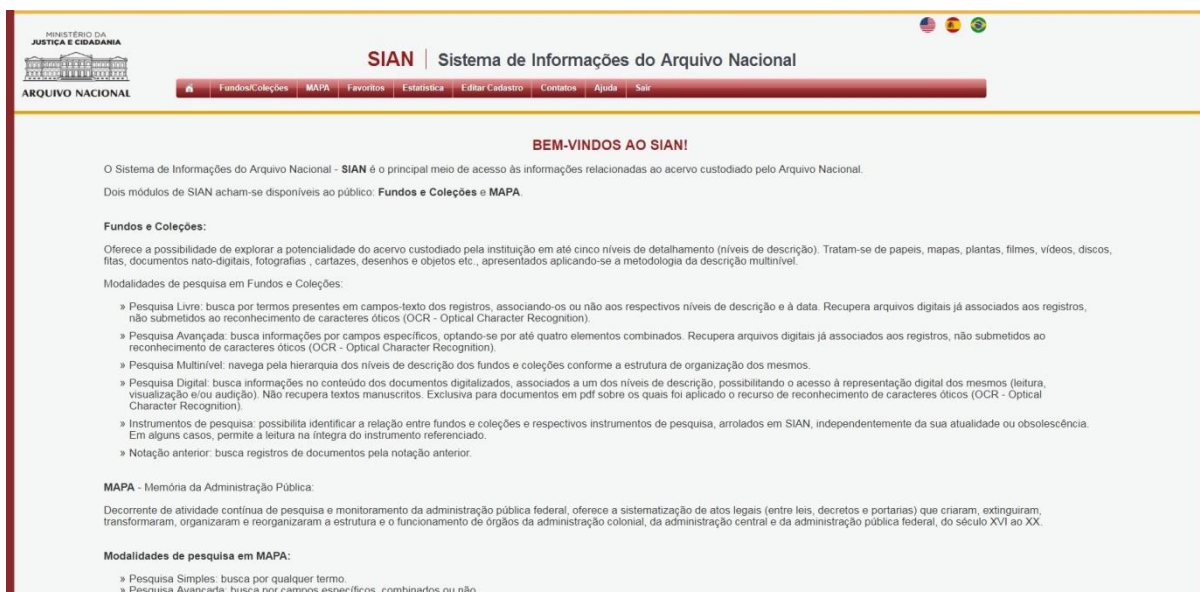 MINISTÉRIO DA
JUSTIÇA E CIDADANIA
ARQUIVO NACIONAL
SIAN | Sistema de Informações do Arquivo Nacional
Fundos/Coleções MAPA Favoritos Estatística Editar Cadastro Contatos Ajuda Sair
BEM-VINDOS AO SIAN!
O Sistema de Informações do Arquivo Nacional - SIAN é o principal meio de acesso às informações relacionadas ao acervo custodiado pelo Arquivo Nacional.
Dois módulos de SIAN acham-se disponíveis ao público: Fundos e Coleções e MAPA.
Fundos e Coleções:
Oferece a possibilidade de explorar a potencialidade do acervo custodiado pela instituição em até cinco níveis de detalhamento (níveis de descrição). Tratam-se de papeis, mapas, plantas, filmes, vídeos, discos,
fitas, documentos nato-digitais, fotografias , cartazes, desenhos e objetos etc., apresentados aplicando-se a metodologia da descrição multinível.
Modalidades de pesquisa em Fundos e Coleções:
» Pesquisa Livre: busca por termos presentes em campos-texto dos registros, associando-os ou não aos respectivos níveis de descrição e à data. Recupera arquivos digitais já associados aos registros,
não submetidos ao reconhecimento de caracteres óticos (OCR - Optical Character Recognition).
» Pesquisa Avançada: busca informações por campos específicos, optando-se por até quatro elementos combinados. Recupera arquivos digitais já associados aos registros, não submetidos ao
reconhecimento de caracteres óticos (OCR - Optical Character Recognition).
» Pesquisa Multinível: navega pela hierarquia dos níveis de descrição dos fundos e coleções conforme a estrutura de organização dos mesmos.
» Pesquisa Digital: busca informações no conteúdo dos documentos digitalizados, associados a um dos níveis de descrição, possibilitando o acesso à representação digital dos mesmos (leitura,
visualização e/ou audição). Não recupera textos manuscritos. Exclusiva para documentos em pdf sobre os quais foi aplicado o recurso de reconhecimento de caracteres óticos (OCR - Optical
Character Recognition).
» Instrumentos de pesquisa: possibilita identificar a relação entre fundos e coleções e respectivos instrumentos de pesquisa, arrolados em SIAN, independentemente da sua atualidade ou obsolescência.
Em alguns casos, permite a leitura na íntegra do instrumento referenciado.
» Notação anterior: busca registros de documentos pela notação anterior.
MAPA - Memória da Administração Pública:
Decorrente de atividade contínua de pesquisa e monitoramento da administração pública federal, oferece a sistematização de atos legais (entre leis, decretos e portarias) que criaram, extinguiram,
transformaram, organizaram e reorganizaram a estrutura e o funcionamento de órgãos da administração colonial, da administração central e da administração pública federal, do século XVI ao XX.
Modalidades de pesquisa em MAPA:
» Pesquisa Simples: busca por qualquer termo.
» Pesquisa Avançada: busca por campos específicos, combinados ou não.